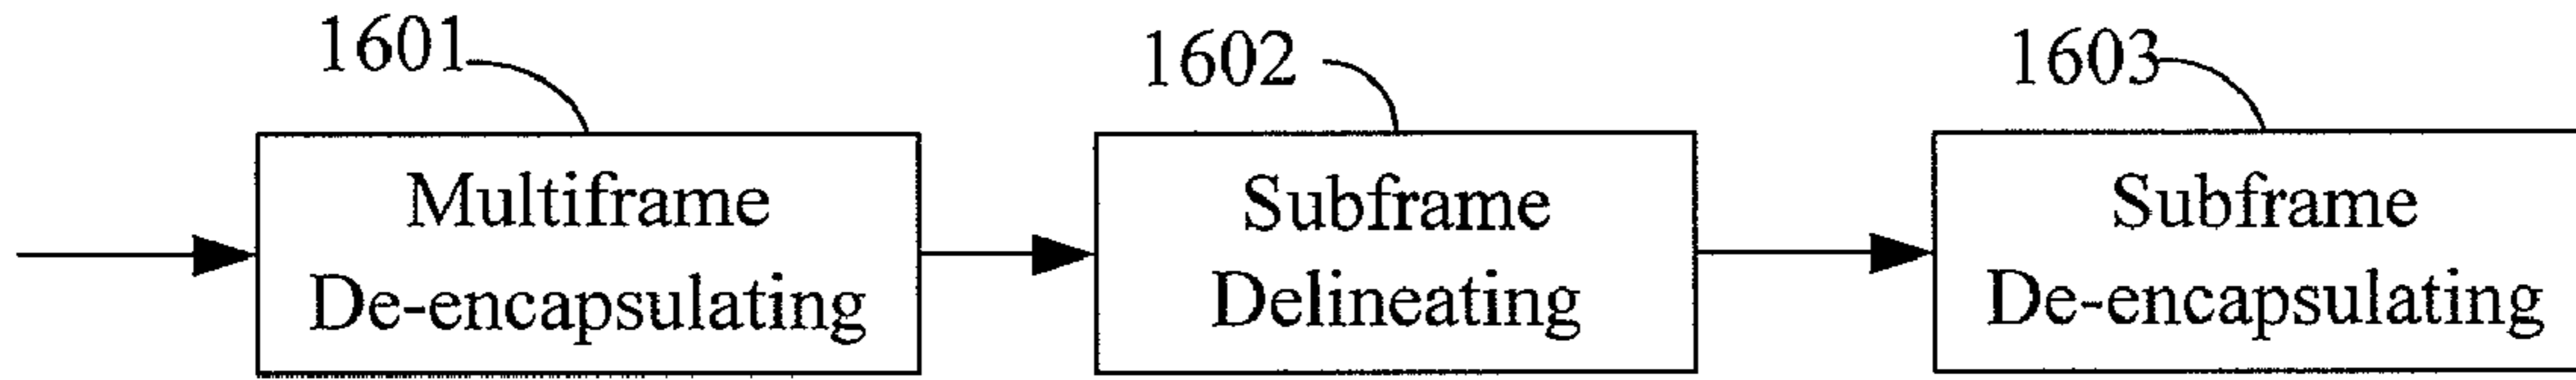 1601
1602
1603
Multiframe
De-encapsulating
Subframe
Delineating
Subframe
De-encapsulating